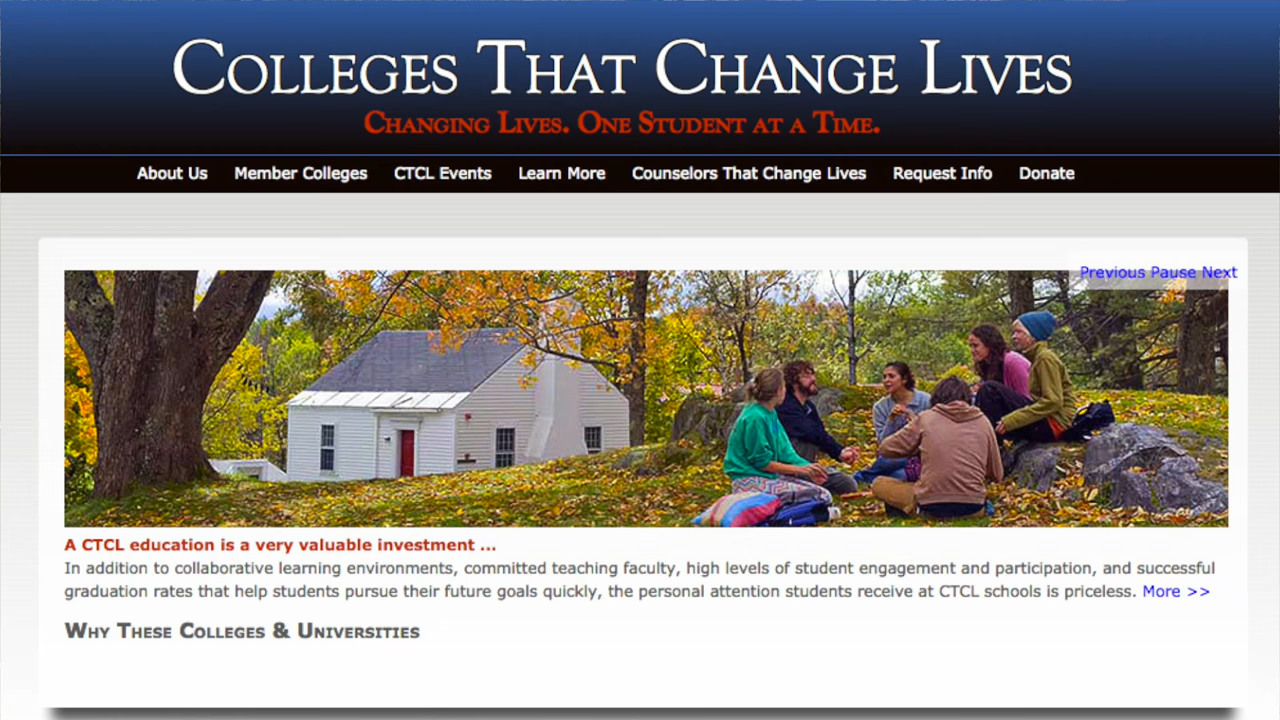 Colleges That Change Lives
Changing Lives. One Student at a Time.
About Us Member Colleges CTCL Events Learn More Counselors That Change Lives Request Info Donate
Previous Pause Next
A CTCL education is a very valuable investment ...
In addition to collaborative learning environments, committed teaching faculty, high levels of student engagement and participation, and successful
graduation rates that help students pursue their future goals quickly, the personal attention students receive at CTCL schools is priceless. More >>
Why These Colleges & Universities